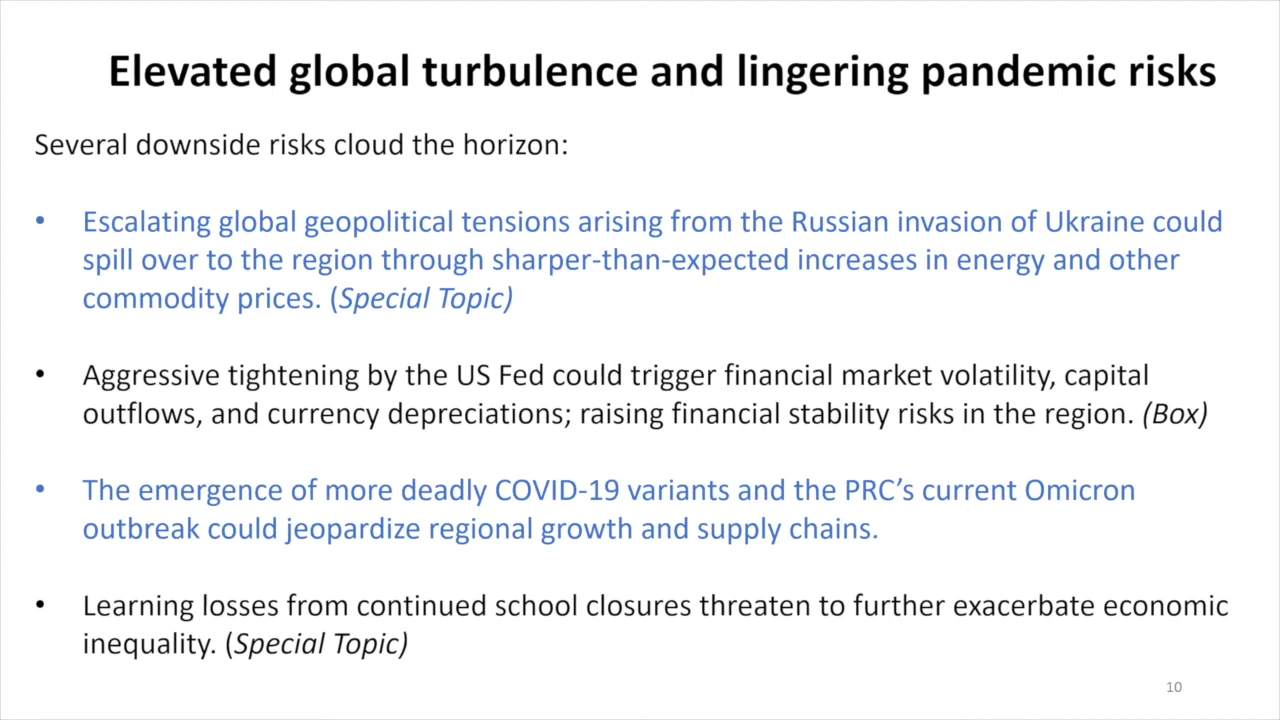 Elevated global turbulence and lingering pandemic risks
Several downside risks cloud the horizon:
• Escalating global geopolitical tensions arising from the Russian invasion of Ukraine could
spill over to the region through sharper-than-expected increases in energy and other
commodity prices. (Special Topic)
• Aggressive tightening by the US Fed could trigger financial market volatility, capital
outflows, and currency depreciations; raising financial stability risks in the region. (Box)
• The emergence of more deadly COVID-19 variants and the PRC’s current Omicron
outbreak could jeopardize regional growth and supply chains.
• Learning losses from continued school closures threaten to further exacerbate economic
inequality. (Special Topic)
10